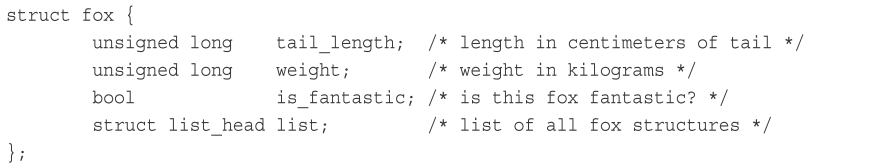 struct fox {
        unsigned long    tail_length;  /* length in centimeters of tail */
        unsigned long    weight;       /* weight in kilograms */
        bool             is_fantastic; /* is this fox fantastic? */
        struct list_head list;         /* list of all fox structures */
};